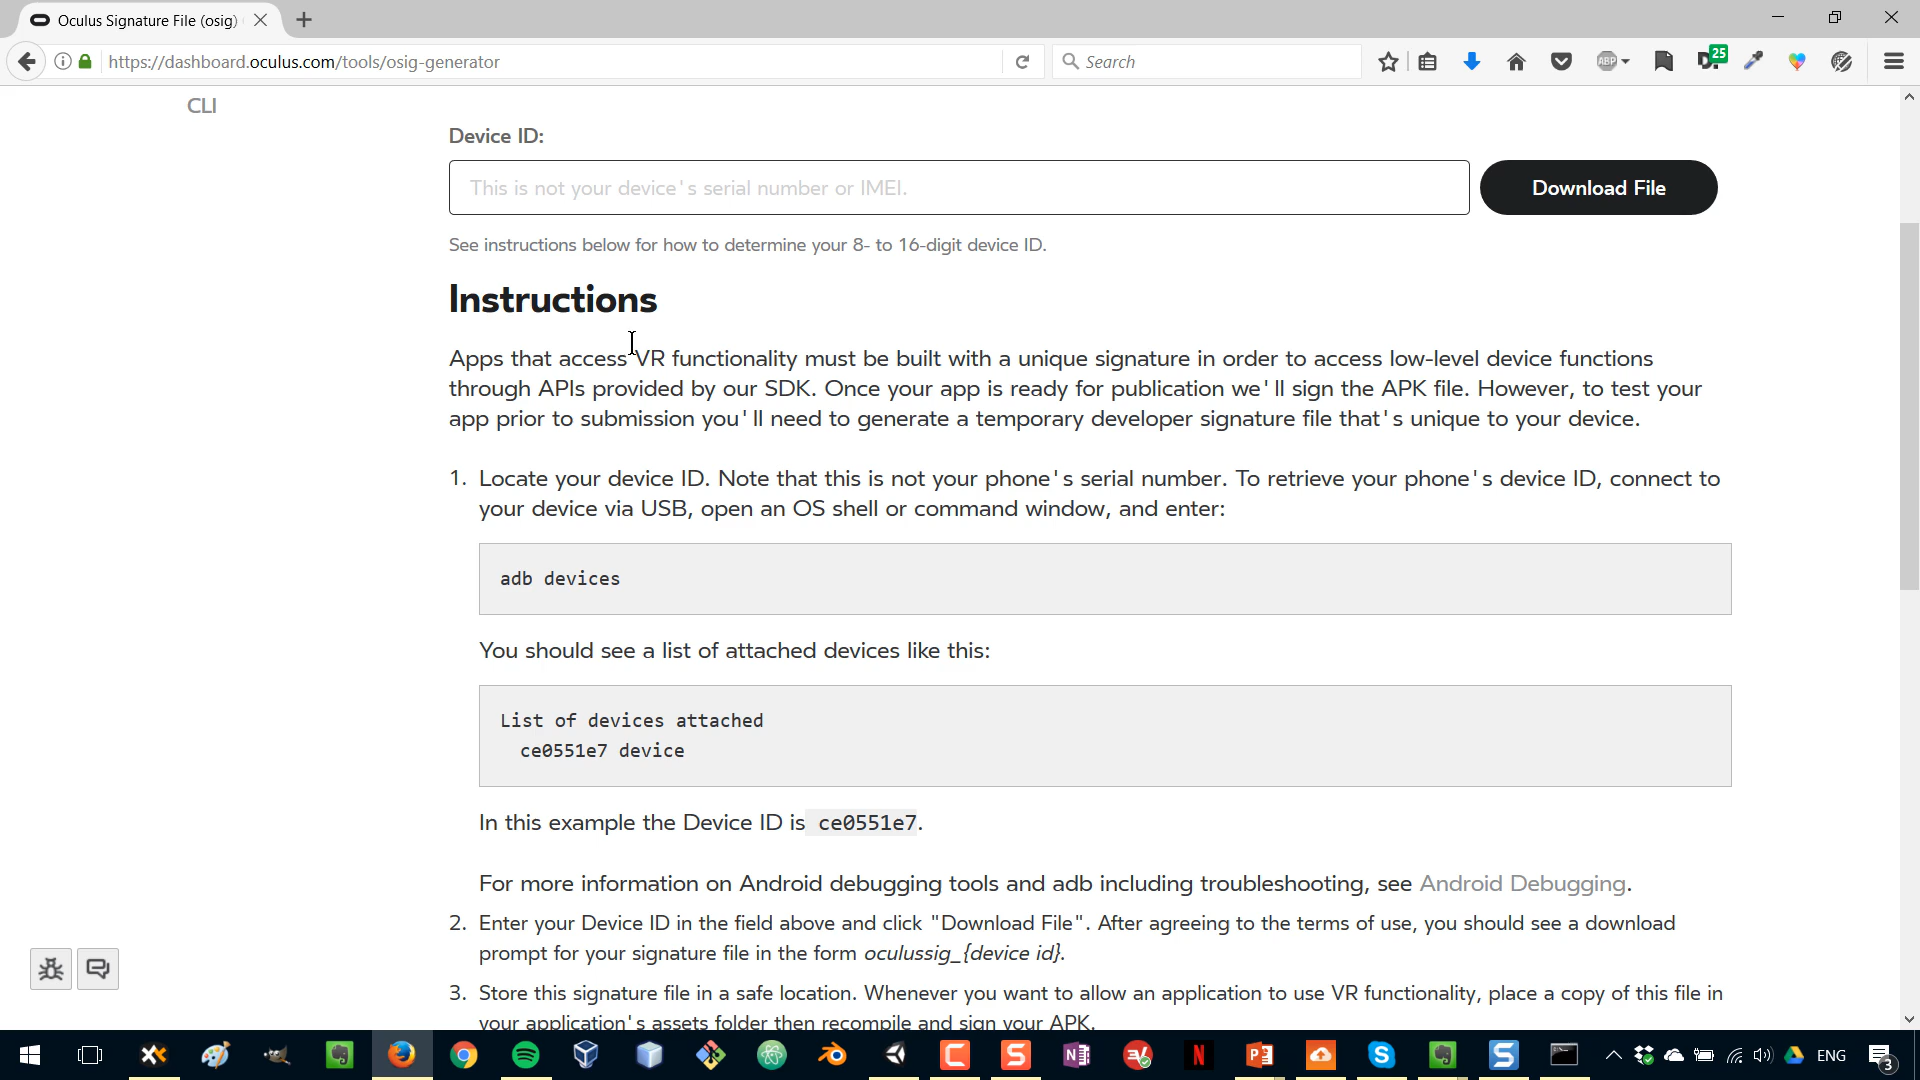 Oculus Signature File (osig)
https://dashboard.oculus.com/tools/osig-generator
Search
ABP
25
CLI
Device ID:
This is not your device's serial number or IMEI.
Download File
See instructions below for how to determine your 8- to 16-digit device ID.
Instructions
Apps that access VR functionality must be built with a unique signature in order to access low-level device functions
through APIs provided by our SDK. Once your app is ready for publication we'll sign the APK file. However, to test your
app prior to submission you'll need to generate a temporary developer signature file that's unique to your device.
1. Locate your device ID. Note that this is not your phone's serial number. To retrieve your phone's device ID, connect to
your device via USB, open an OS shell or command window, and enter:
adb devices
You should see a list of attached devices like this:
List of devices attached
ce0551e7 device
In this example the Device ID is ce0551e7.
For more information on Android debugging tools and adb including troubleshooting, see Android Debugging.
2. Enter your Device ID in the field above and click "Download File". After agreeing to the terms of use, you should see a download
prompt for your signature file in the form oculussig_{device id}.
3. Store this signature file in a safe location. Whenever you want to allow an application to use VR functionality, place a copy of this file in
your application's assets folder then recompile and sign your APK.
ENG
3